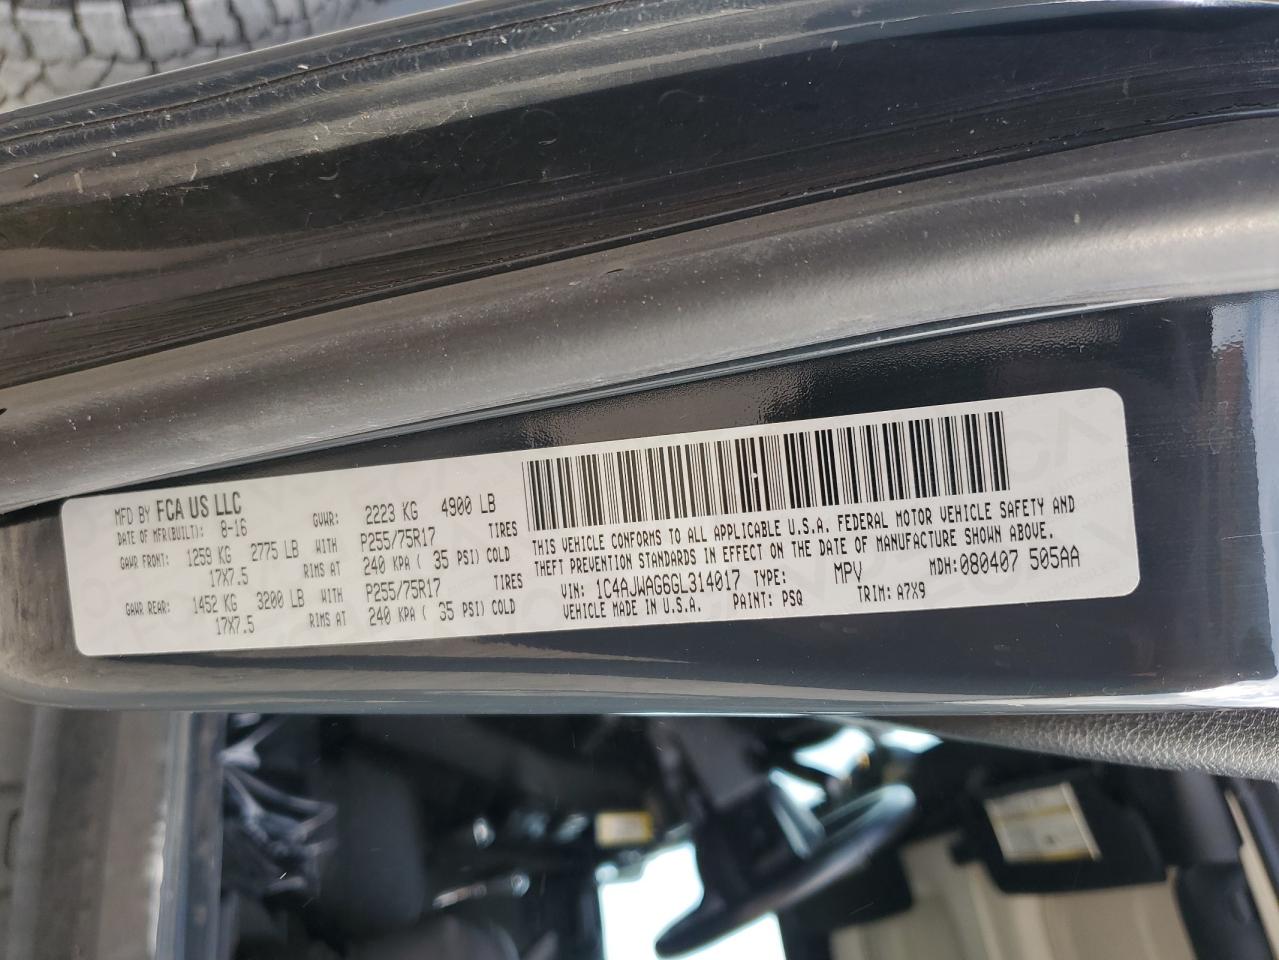 MFD BY FCA US LLC
DATE OF MFR(BUILT): 8-16 GVWR: 2223 KG 4900 LB
GAWR FRONT: 1259 KG 2775 LB WITH P255/75R17 TIRES
17X7.5 RIMS AT 240 KPA ( 35 PSI) COLD
GAWR REAR: 1452 KG 3200 LB WITH P255/75R17 TIRES
17X7.5 RIMS AT 240 KPA ( 35 PSI) COLD
THIS VEHICLE CONFORMS TO ALL APPLICABLE U.S.A. FEDERAL MOTOR VEHICLE SAFETY AND
THEFT PREVENTION STANDARDS IN EFFECT ON THE DATE OF MANUFACTURE SHOWN ABOVE.
VIN: 1C4AJWAG6GL314017 TYPE: MPV MDH:080407 505AA
VEHICLE MADE IN U.S.A. PAINT: PSQ TRIM: A7X9